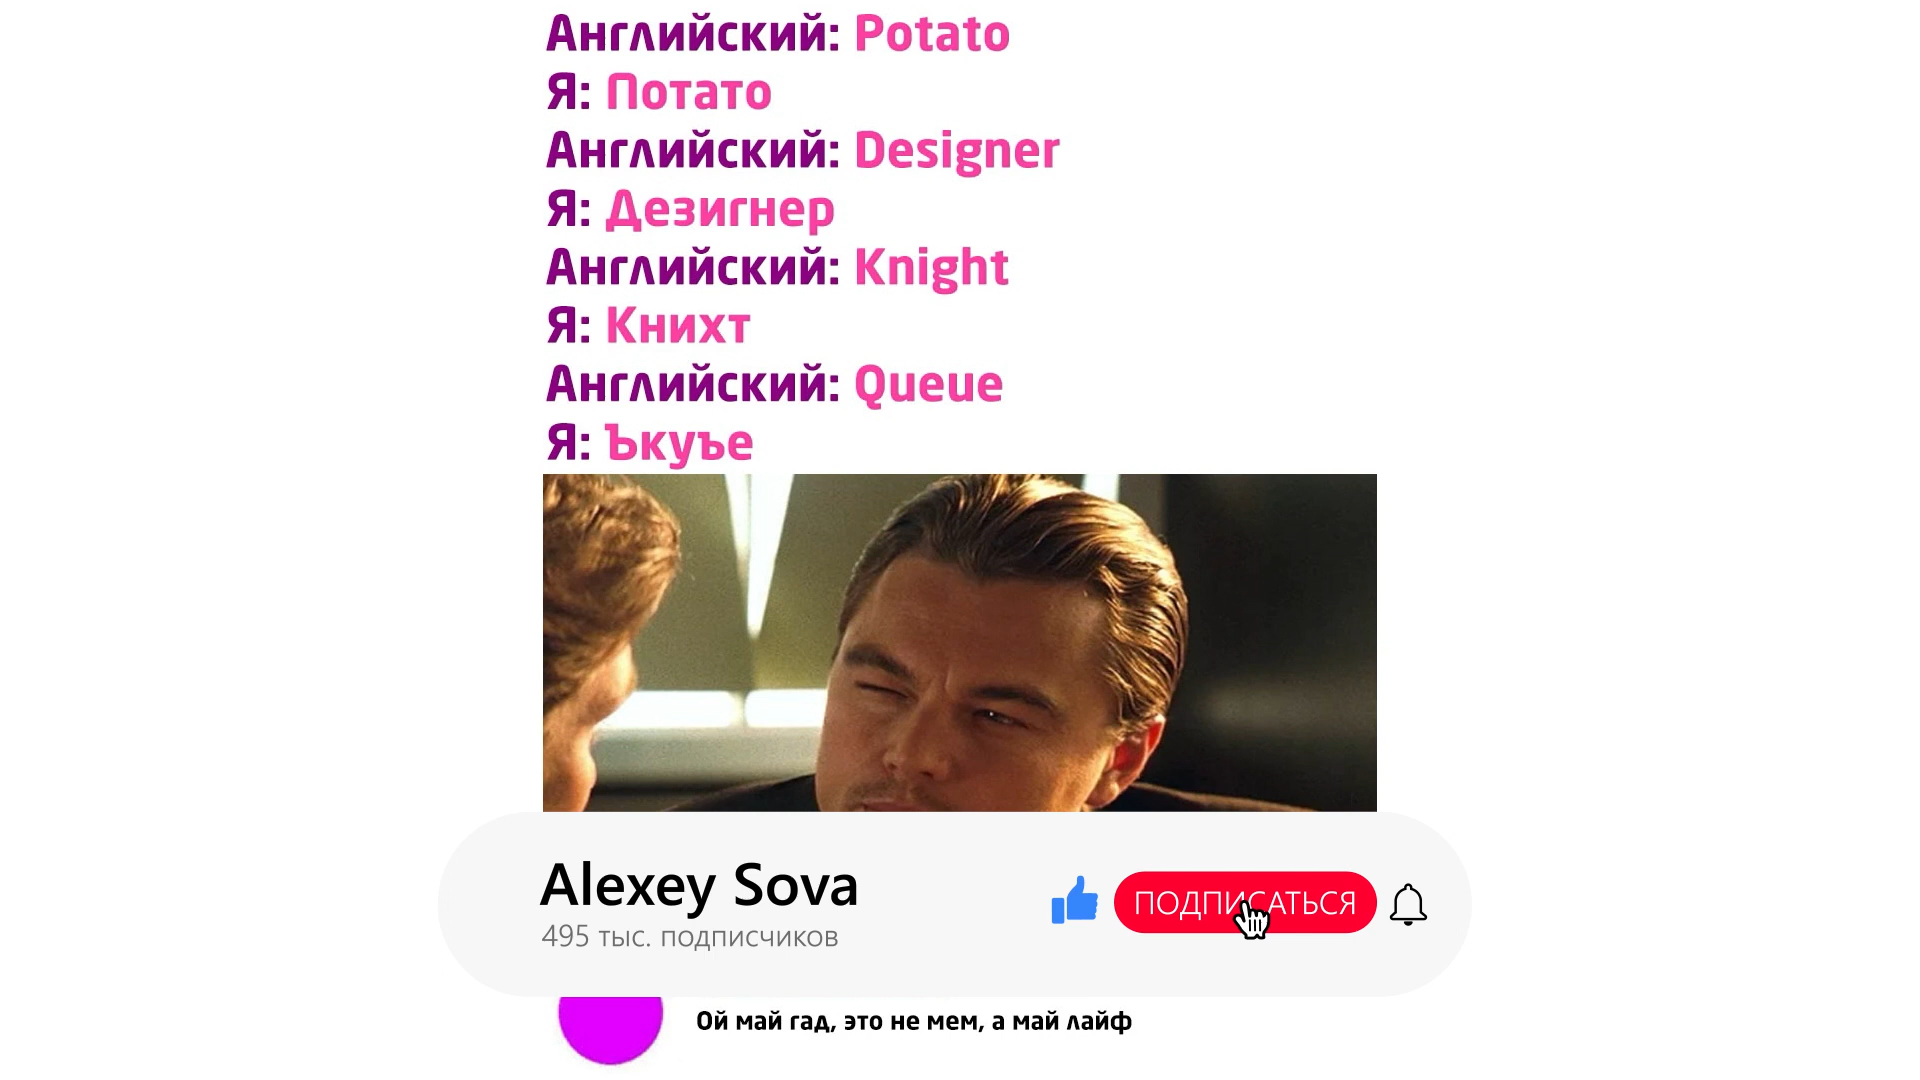 Английский: Potato
Я: Потато
Английский: Designer
Я: Дезигнер
Английский: Knight
Я: Книхт
Английский: Queue
Я: Ъкуъе
Alexey Sova
495 тыс. подписчиков
ПОДПИСАТЬСЯ
Ой май гад, это не мем, а май лайф